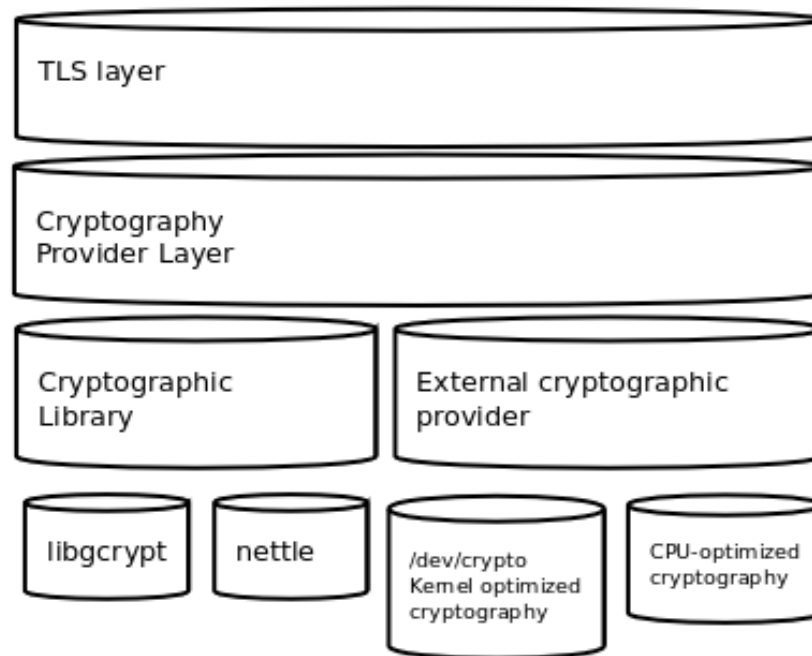 TLS layer
Cryptography
Provider Layer
Cryptographic
Library
External cryptographic
provider
libgcrypt
nettle
/dev/crypto
Kernel optimized
cryptography
CPU-optimized
cryptography